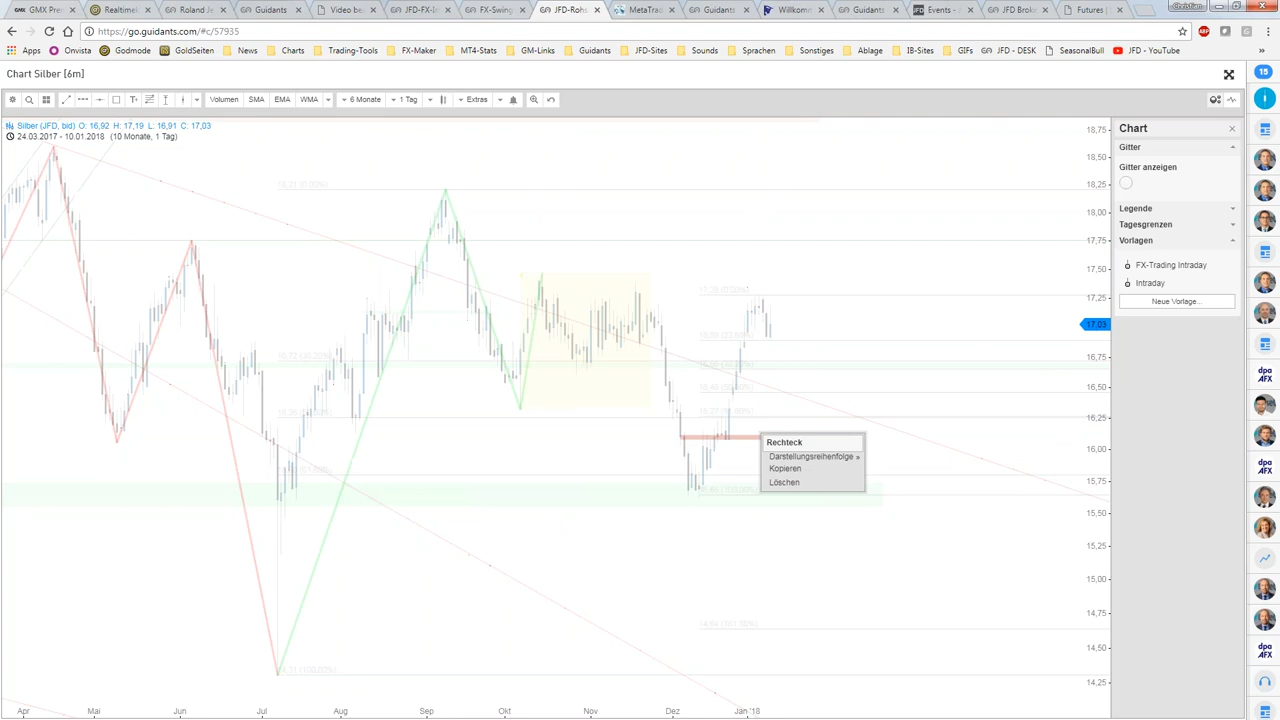 GMX Pres
Realtime
Roland Je
Guidants
Video be
JFD-FX-In
FX-Swing
JFD-Rohs
MetaTrad
Guidants
Willkomm
Guidants
Events -
JFD Brok
Futures |
Christian
https://go.guidants.com/#c/57935
Apps
Onvista
Godmode
GoldSeiten
News
Charts
Trading-Tools
FX-Maker
MT4-Stats
GM-Links
Guidants
JFD-Sites
Sounds
Sprachen
Sonstiges
Ablage
IB-Sites
GIFs
JFD - DESK
SeasonalBull
JFD - YouTube
Chart Silber [6m]
15
Volumen
SMA
EMA
WMA
6 Monate
1 Tag
Extras
Silber (JFD, bid) O: 16,92 H: 17,19 L: 16,91 C: 17,03
24.03.2017 - 10.01.2018 (10 Monate, 1 Tag)
Chart
Gitter
Gitter anzeigen
Legende
Tagesgrenzen
Vorlagen
FX-Trading Intraday
Intraday
Neue Vorlage...
18,75
18,50
18,25
18,00
17,75
17,50
17,25
17,03
16,75
16,50
16,25
16,00
15,75
15,50
15,25
15,00
14,75
14,50
14,25
Rechteck
Darstellungsreihenfolge »
Kopieren
Löschen
dpa AFX
dpa AFX
dpa AFX
Apr
Mai
Jun
Jul
Aug
Sep
Okt
Nov
Dez
Jan '18